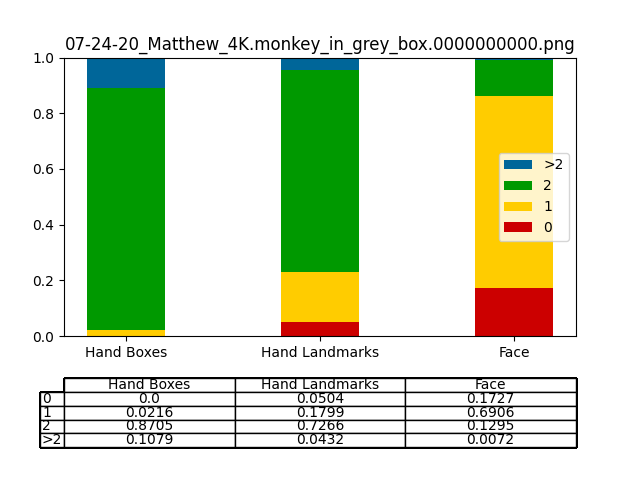 07-24-20_Matthew_4K.monkey_in_grey_box.0000000000.png
1.0
0.8
0.6
0.4
0.2
0.0
>2
2
1
0
Hand Boxes Hand Landmarks Face
Hand Boxes Hand Landmarks Face
0 0.0 0.0504 0.1727
1 0.0216 0.1799 0.6906
2 0.8705 0.7266 0.1295
>2 0.1079 0.0432 0.0072